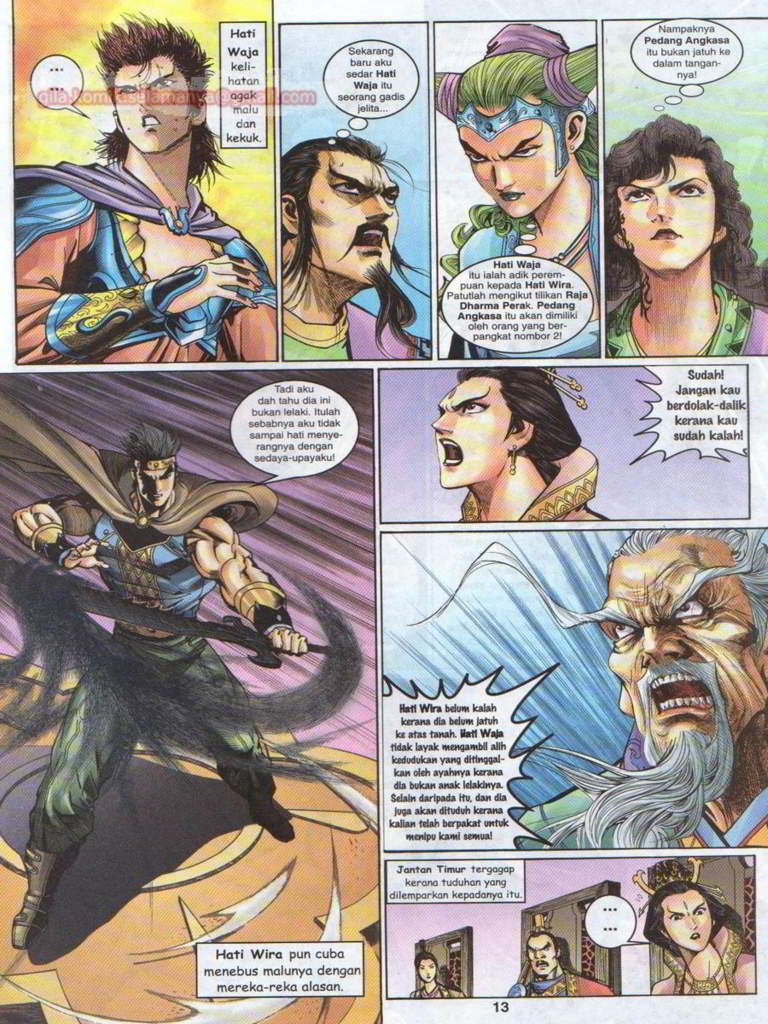 ...
...
Hati
Waja
keli-
hatan
agak
malu
dan
kekuk.
Sekarang
baru aku
sedar Hati
Waja itu
seorang gadis
jelita...
Hati Waja
itu ialah adik perem-
puan kepada Hati Wira.
Patutlah mengikut tilikan Raja
Dharma Perak. Pedang
Angkasa itu akan dimiliki
oleh orang yang ber-
pangkat nombor 2!
Nampaknya
Pedang Angkasa
itu bukan jatuh ke
dalam tangan-
nya!
Tadi aku
dah tahu dia ini
bukan lelaki. Itulah
sebabnya aku tidak
sampai hati menye-
rangnya dengan
sedaya-upayaku!
Hati Wira pun cuba
menebus malunya dengan
mereka-reka alasan.
Sudah!
Jangan kau
berdolak-dalik
kerana kau
sudah kalah!
Hati Wira belum kalah
kerana dia belum jatuh
ke atas tanah. Hati Waja
tidak layak mengambil alih
kedudukan yang ditinggal-
kan oleh ayahnya kerana
dia bukan anak lelakinya.
Selain daripada itu, dan dia
juga akan dituduh kerana
kalian telah berpakat untuk
menipu kami semua!
Jantan Timur tergagap
kerana tuduhan yang
dilemparkan kepadanya itu.
...
...
13